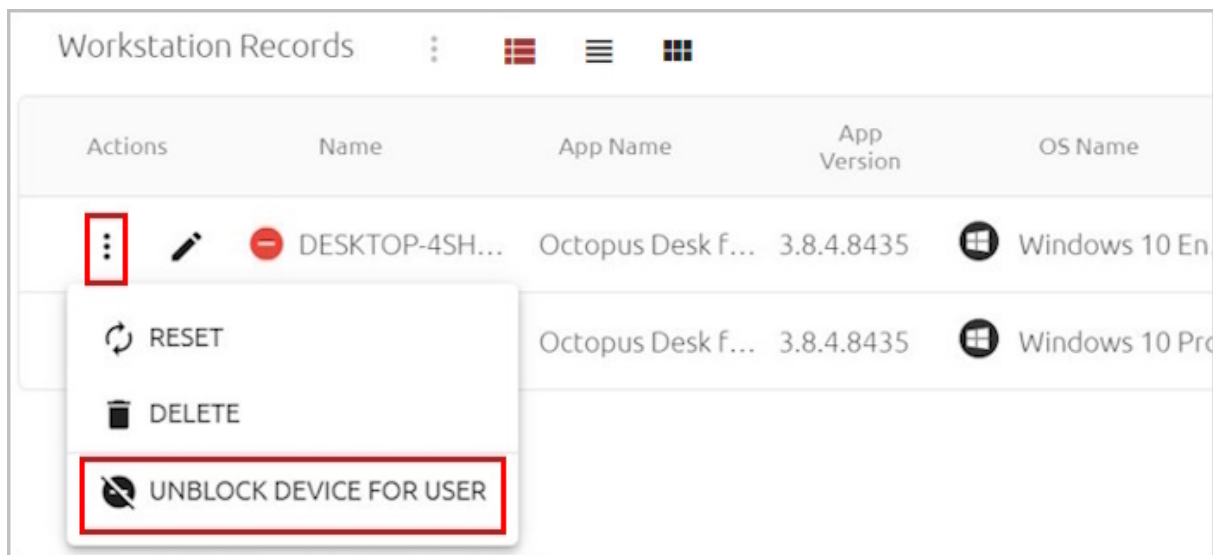 Workstation Records
Actions Name App Name App Version OS Name
DESKTOP-4SH... Octopus Desk f... 3.8.4.8435 Windows 10 En
RESET
Octopus Desk f... 3.8.4.8435 Windows 10 Pro
DELETE
UNBLOCK DEVICE FOR USER